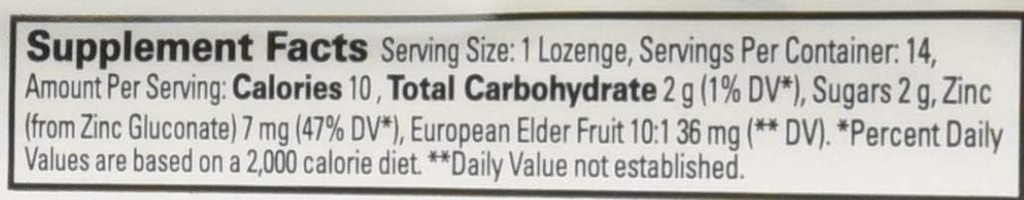 Supplement Facts Serving Size: 1 Lozenge, Servings Per Container: 14,
Amount Per Serving: Calories 10, Total Carbohydrate 2 g (1% DV*), Sugars 2 g, Zinc
(from Zinc Gluconate) 7 mg (47% DV*), European Elder Fruit 10:1 36 mg (** DV). *Percent Daily
Values are based on a 2,000 calorie diet. **Daily Value not established.